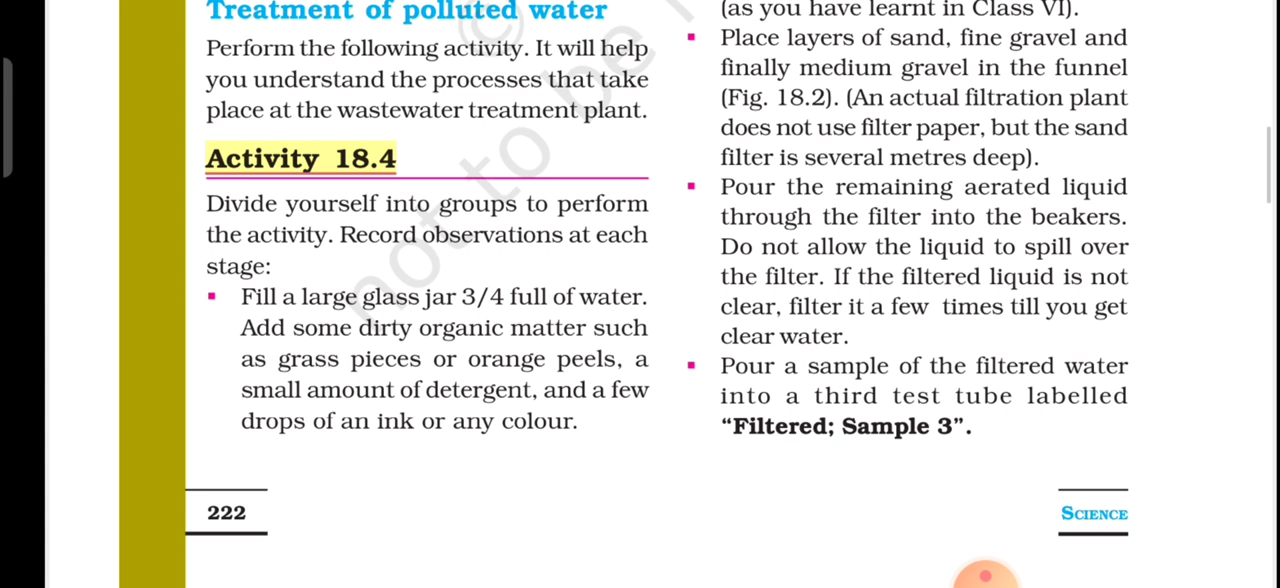 Treatment of polluted water
Perform the following activity. It will help
you understand the processes that take
place at the wastewater treatment plant.
Activity 18.4
Divide yourself into groups to perform
the activity. Record observations at each
stage:
▪ Fill a large glass jar 3/4 full of water.
Add some dirty organic matter such
as grass pieces or orange peels, a
small amount of detergent, and a few
drops of an ink or any colour.
(as you have learnt in Class VI).
▪ Place layers of sand, fine gravel and
finally medium gravel in the funnel
(Fig. 18.2). (An actual filtration plant
does not use filter paper, but the sand
filter is several metres deep).
▪ Pour the remaining aerated liquid
through the filter into the beakers.
Do not allow the liquid to spill over
the filter. If the filtered liquid is not
clear, filter it a few times till you get
clear water.
▪ Pour a sample of the filtered water
into a third test tube labelled
“Filtered; Sample 3”.
222
SCIENCE
© not to be